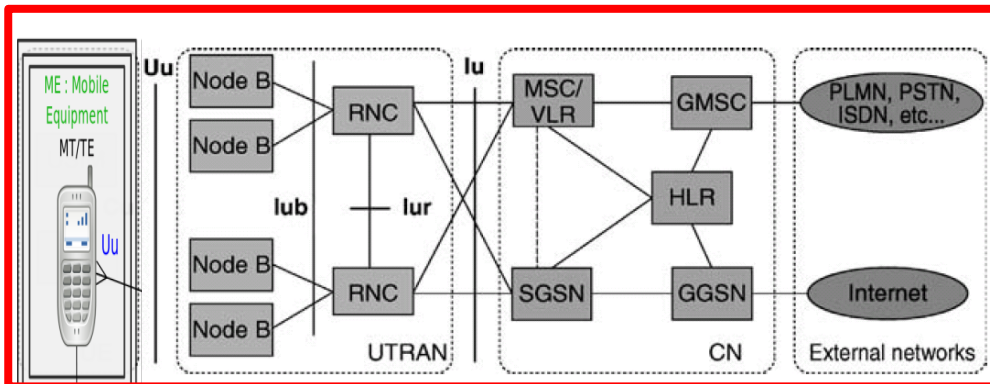 ME : Mobile
Equipment
MT/TE
Uu
Uu
Node B
Node B
Node B
Node B
Iub
RNC
Iur
RNC
UTRAN
Iu
MSC/
VLR
SGSN
GMSC
HLR
GGSN
CN
PLMN, PSTN,
ISDN, etc...
Internet
External networks